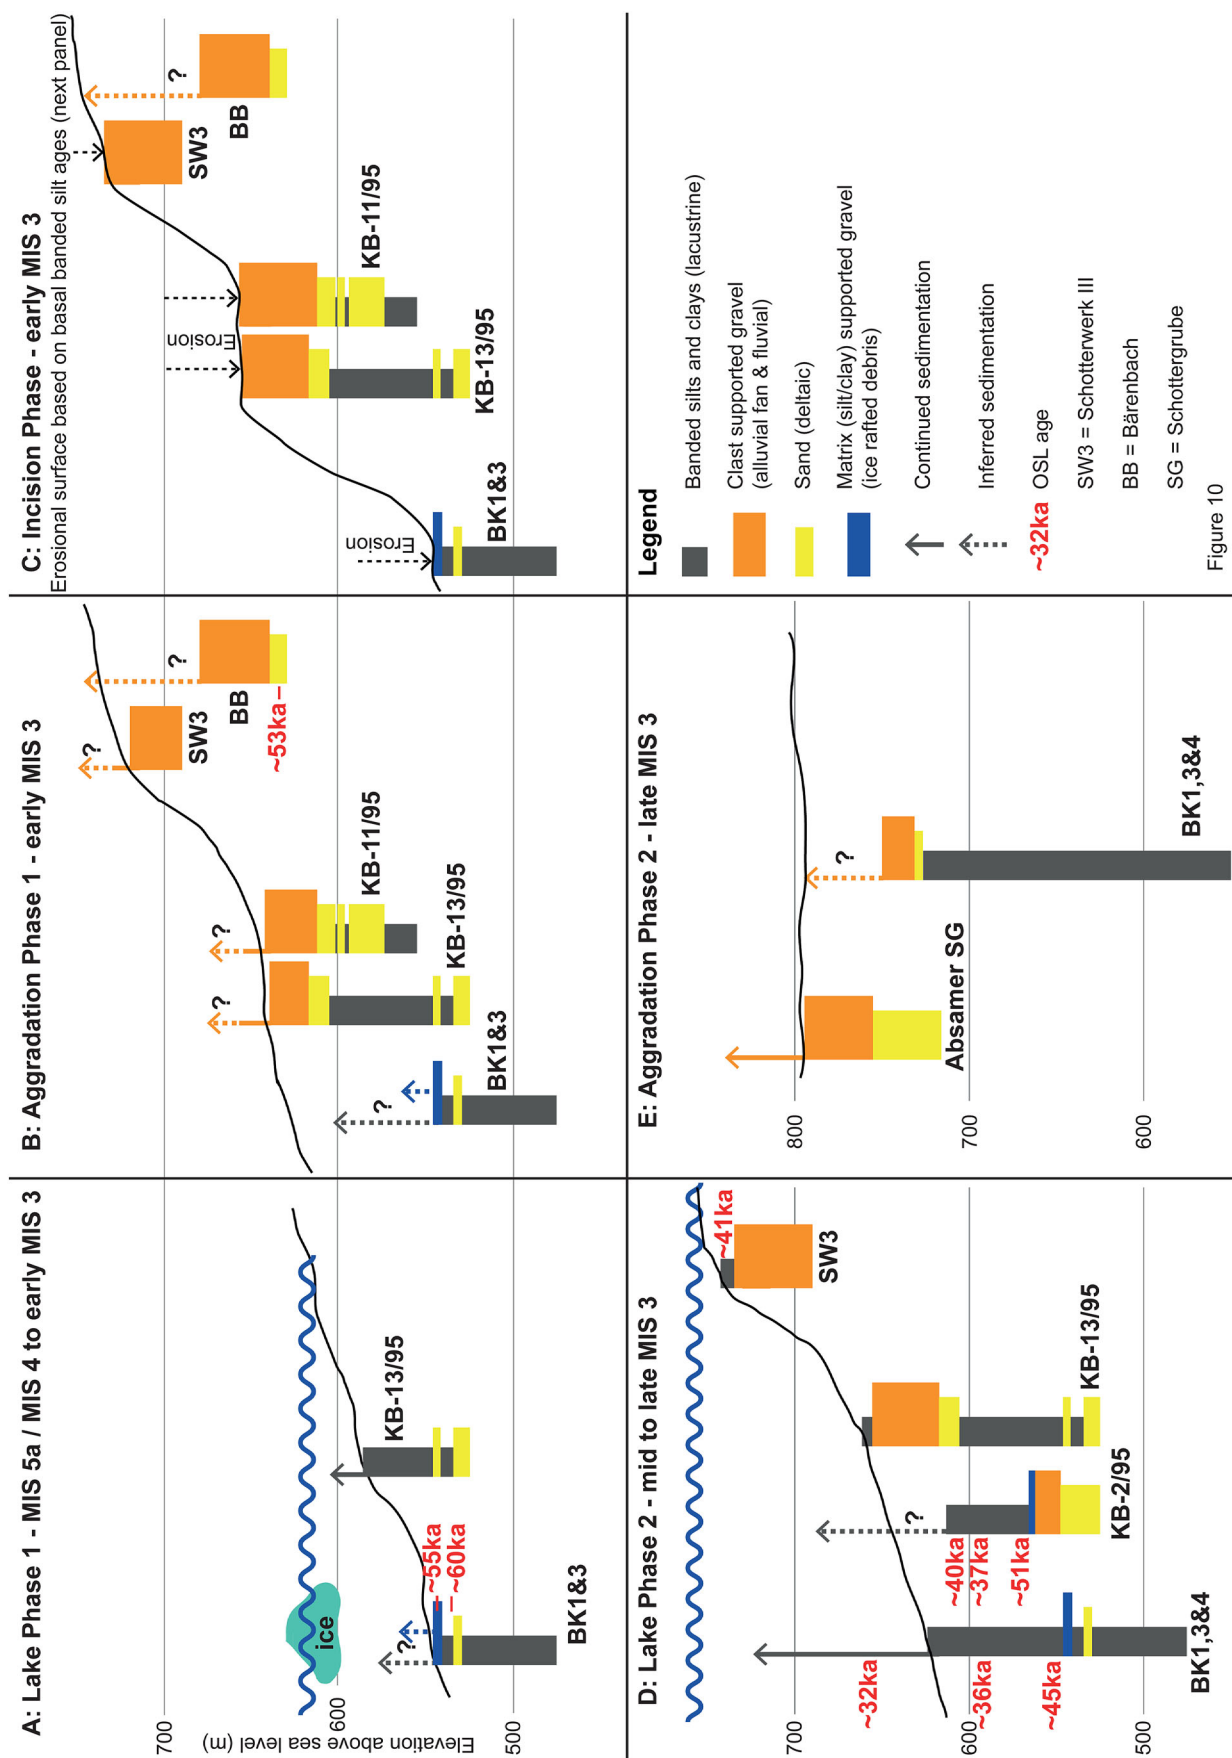 A: Lake Phase 1 - MIS 5a / MIS 4 to early MIS 3
Elevation above sea level (m)
700
600
500
ice
?
~55ka
~60ka
BK1&3
KB-13/95
B: Aggradation Phase 1 - early MIS 3
?
BK1&3
?
KB-13/95
?
KB-11/95
?
SW3
?
BB
~53ka
C: Incision Phase - early MIS 3
Erosional surface based on basal banded silt ages (next panel)
Erosion
BK1&3
Erosion
KB-13/95
KB-11/95
SW3
?
BB
D: Lake Phase 2 - mid to late MIS 3
700
600
~32ka
~36ka
~45ka
BK1,3&4
?
~40ka
~37ka
~51ka
KB-2/95
KB-13/95
~41ka
SW3
E: Aggradation Phase 2 - late MIS 3
800
700
600
Absamer SG
?
BK1,3&4
Legend
Banded silts and clays (lacustrine)
Clast supported gravel
(alluvial fan & fluvial)
Sand (deltaic)
Matrix (silt/clay) supported gravel
(ice rafted debris)
Continued sedimentation
Inferred sedimentation
~32ka OSL age
SW3 = Schotterwerk III
BB = Bärenbach
SG = Schottergrube
Figure 10